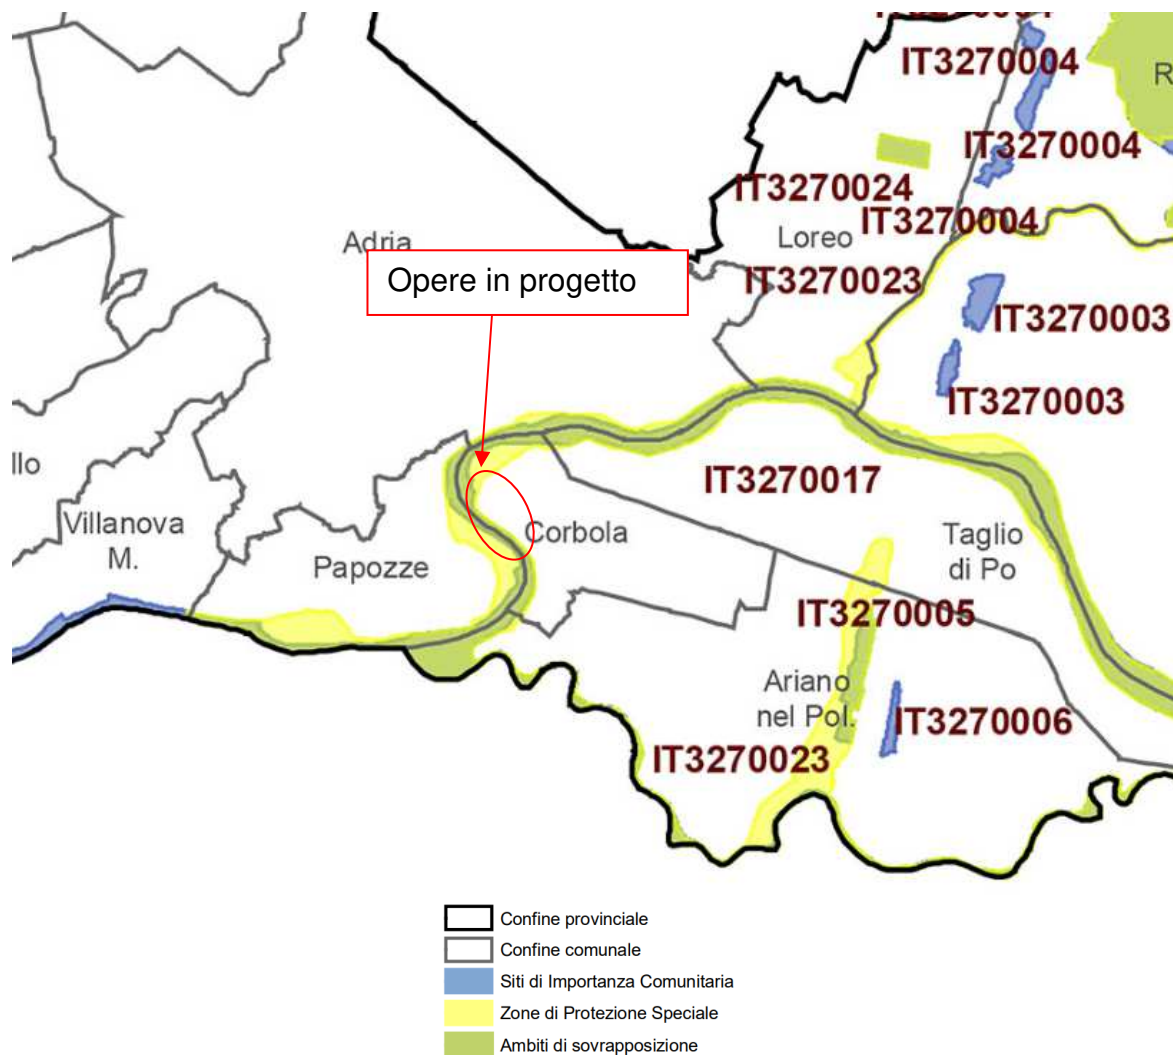 IT3270004
R
IT3270004
IT3270024
IT3270004
Adria
Loreo
Opere in progetto
IT3270023
IT3270003
IT3270003
llo
IT3270017
Villanova
M.
Corbola
Taglio
di Po
Papozze
IT3270005
Ariano
nel Pol.
IT3270006
IT3270023
Confine provinciale
Confine comunale
Siti di Importanza Comunitaria
Zone di Protezione Speciale
Ambiti di sovrapposizione